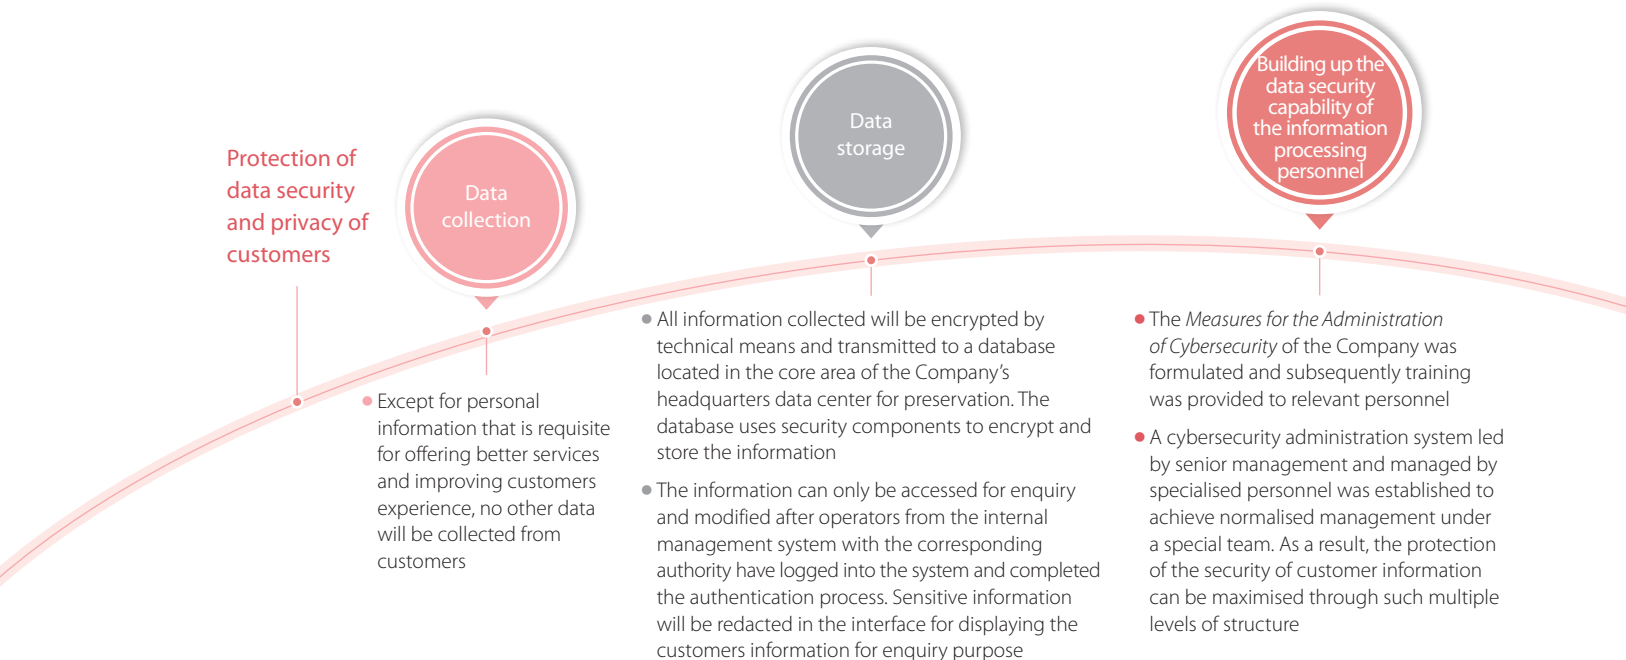 Protection of
data security
and privacy of
customers
Data
collection
Except for personal
information that is requisite
for offering better services
and improving customers
experience, no other data
will be collected from
customers
Data
storage
All information collected will be encrypted by
technical means and transmitted to a database
located in the core area of the Company’s
headquarters data center for preservation. The
database uses security components to encrypt and
store the information
The information can only be accessed for enquiry
and modified after operators from the internal
management system with the corresponding
authority have logged into the system and completed
the authentication process. Sensitive information
will be redacted in the interface for displaying the
customers information for enquiry purpose
Building up the
data security
capability of
the information
processing
personnel
The Measures for the Administration
of Cybersecurity of the Company was
formulated and subsequently training
was provided to relevant personnel
A cybersecurity administration system led
by senior management and managed by
specialised personnel was established to
achieve normalised management under
a special team. As a result, the protection
of the security of customer information
can be maximised through such multiple
levels of structure